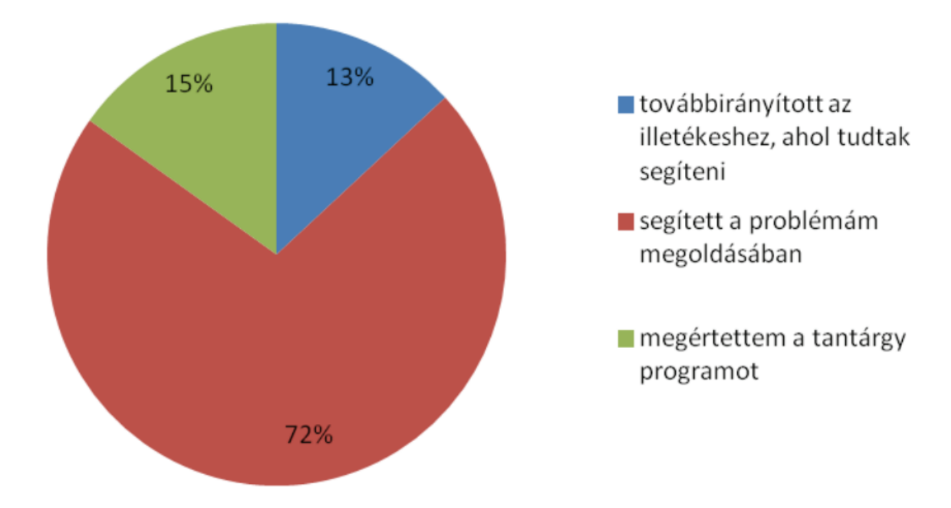 15%
13%
72%
továbbirányított az
illetékeshez, ahol tudtak
segíteni
segített a problémám
megoldásában
megértettem a tantárgy
programot